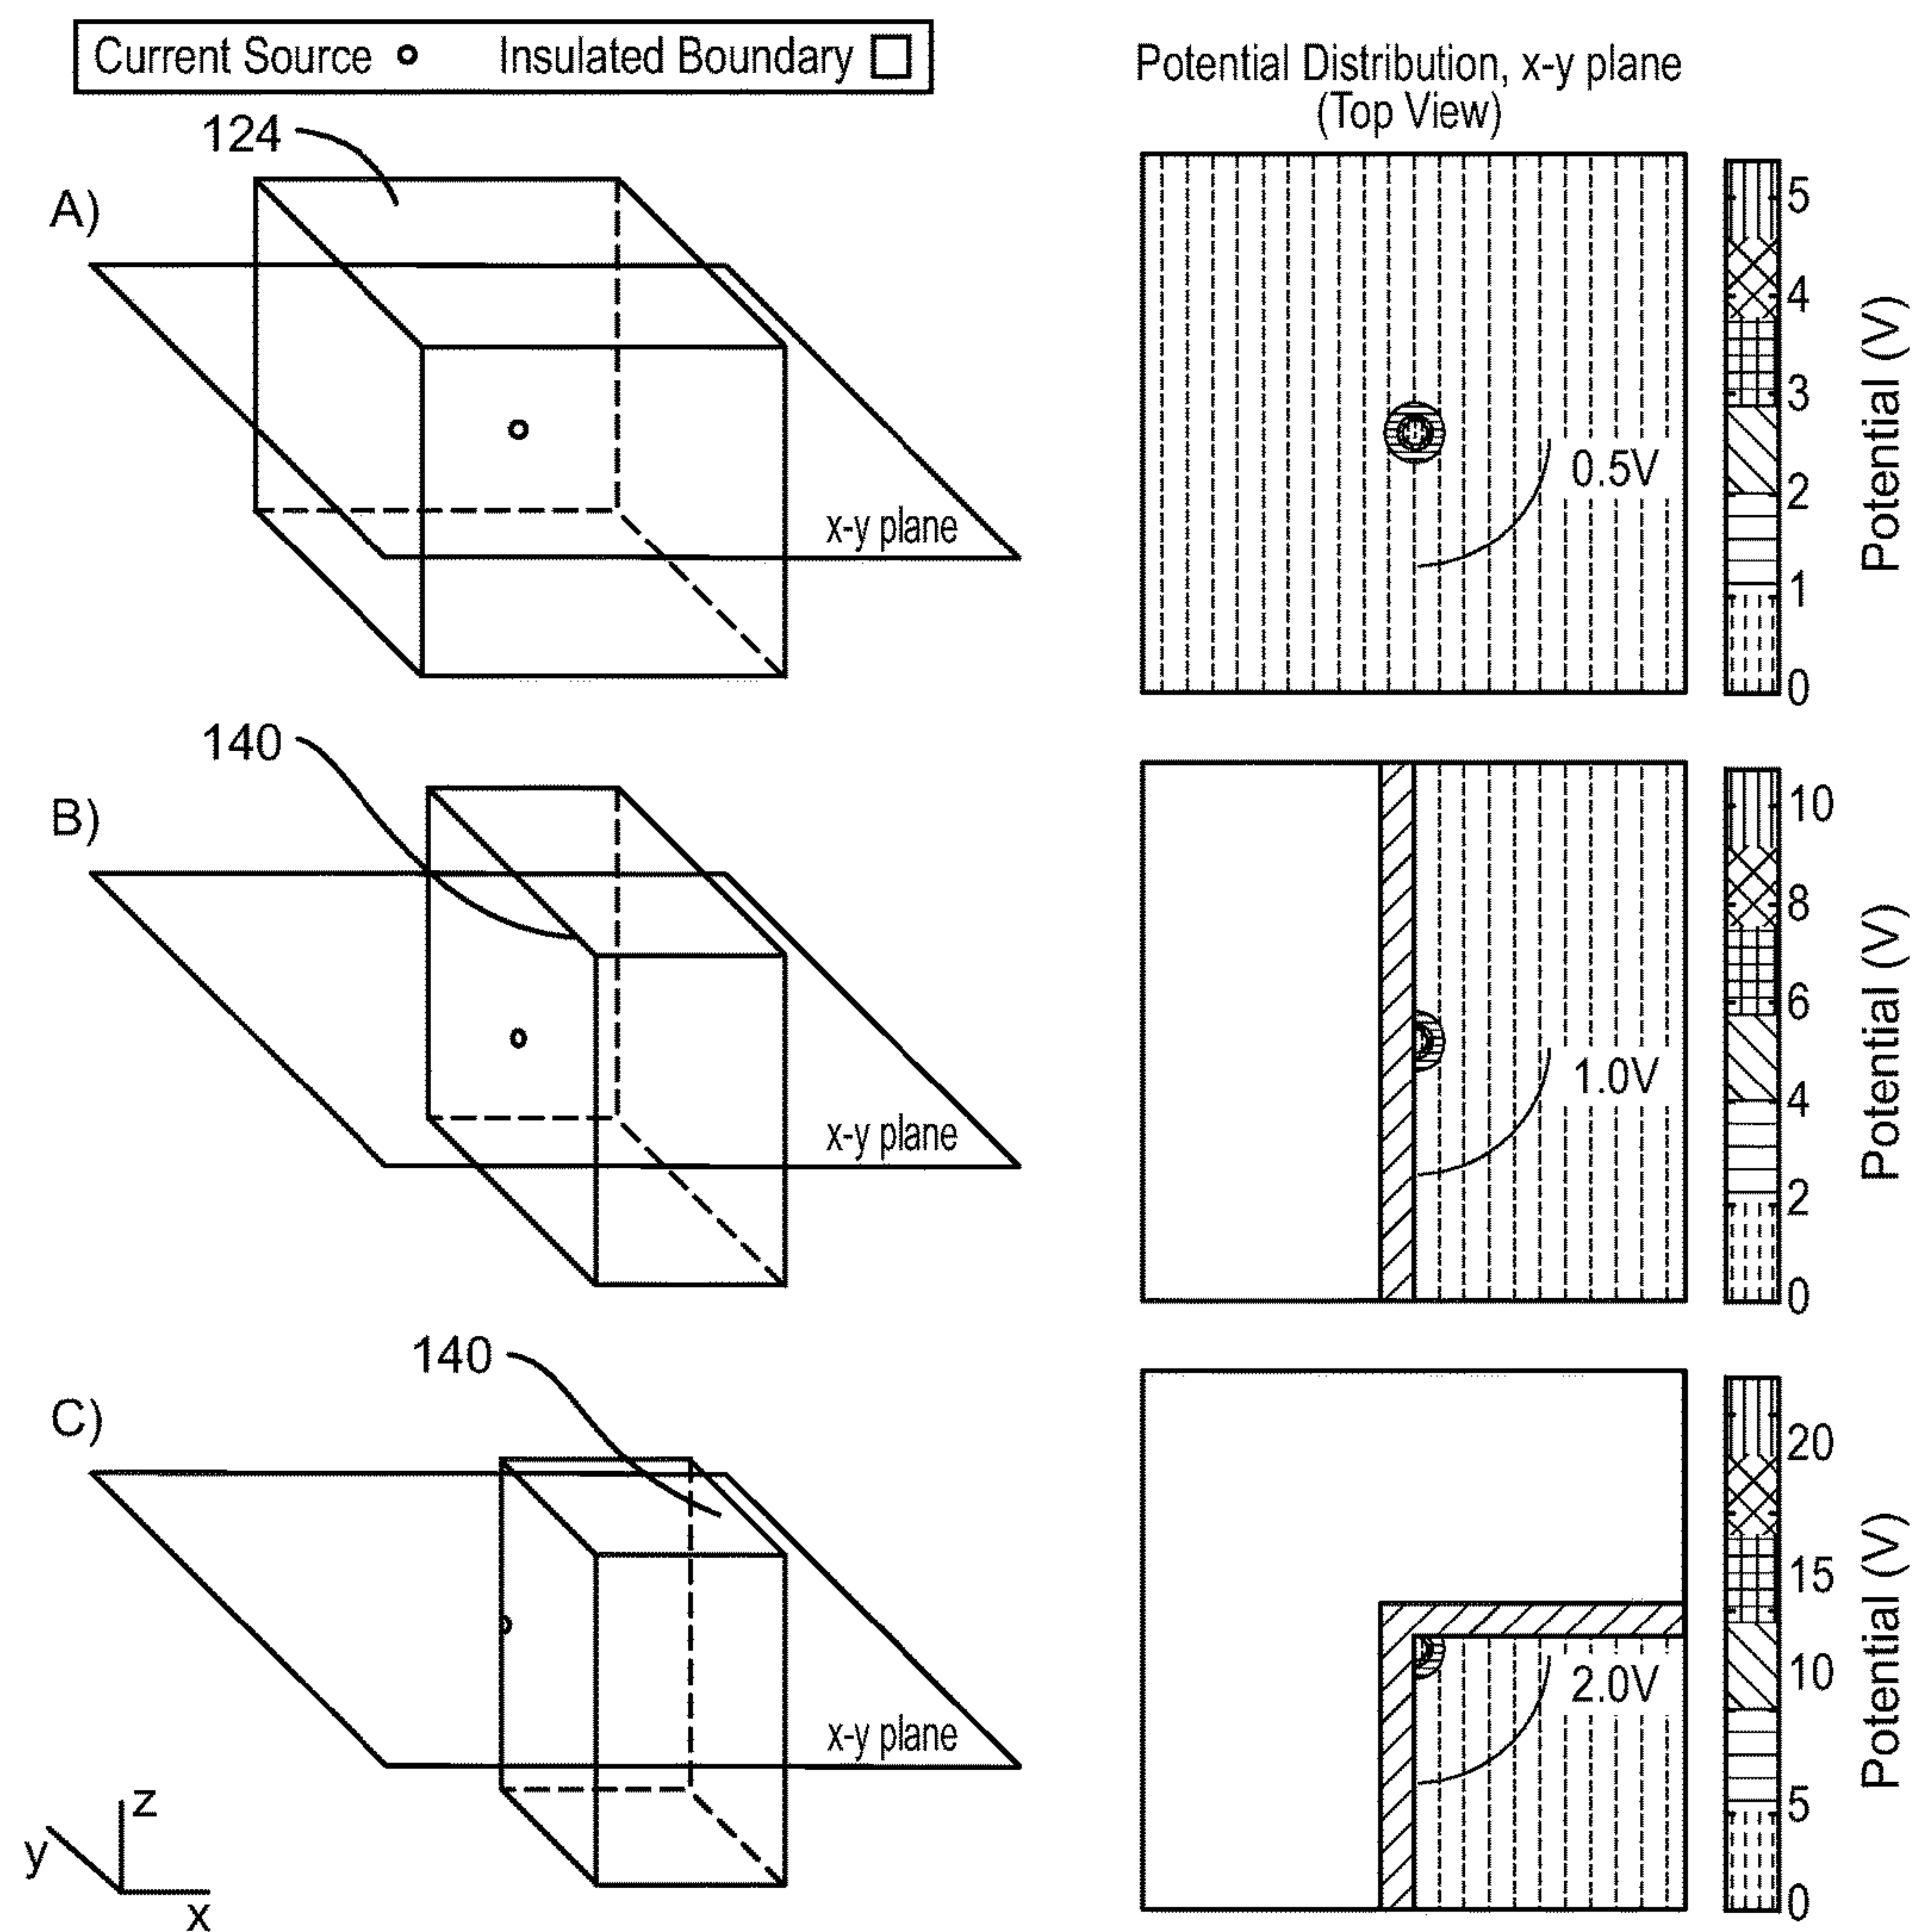 Current Source Insulated Boundary
Potential Distribution, x-y plane
(Top View)
124
A)
x-y plane
0.5V
5
4
3
2
1
0
Potential (V)
140
B)
x-y plane
1.0V
10
8
6
4
2
0
Potential (V)
140
C)
x-y plane
2.0V
20
15
10
5
0
Potential (V)
z
y
x